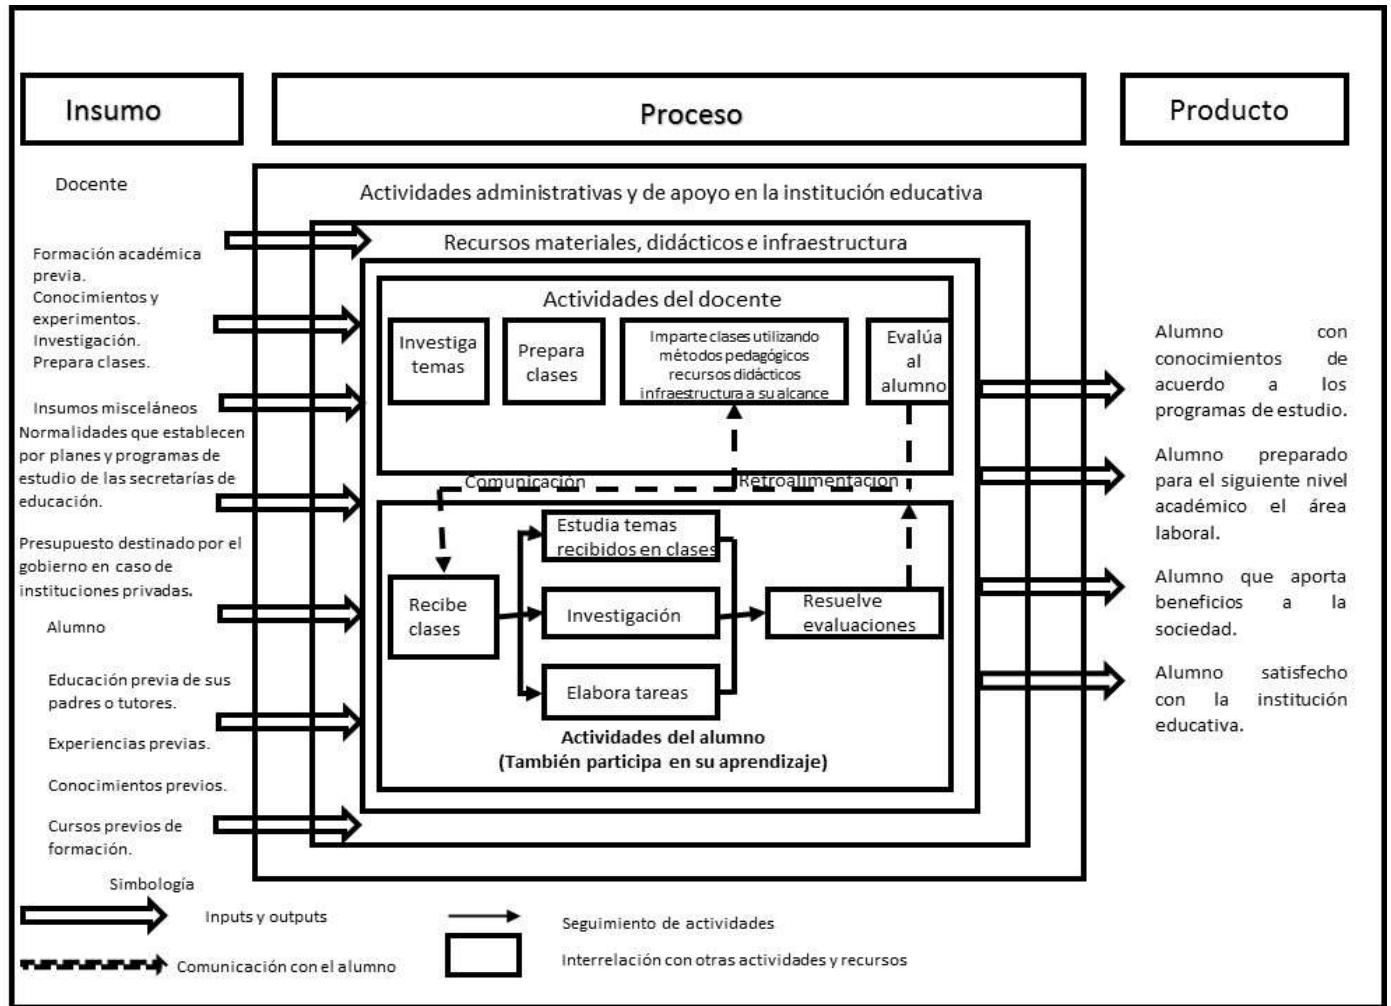 Insumo
Proceso
Producto
Docente
Formación académica
previa.
Conocimientos y
experimentos.
Investigación.
Prepara clases.
Insumos misceláneos
Normalidades que establecen
por planes y programas de
estudio de las secretarías de
educación.
Presupuesto destinado por el
gobierno en caso de
instituciones privadas.
Alumno
Educación previa de sus
padres o tutores.
Experiencias previas.
Conocimientos previos.
Cursos previos de
formación.
Actividades administrativas y de apoyo en la institución educativa
Recursos materiales, didácticos e infraestructura
Actividades del docente
Investiga
temas
Prepara
clases
Imparte clases utilizando
métodos pedagógicos
recursos didácticos
infraestructura a su alcance
Evalúa
al
alumno
Comunicación
Retroalimentación
Recibe
clases
Estudia temas
recibidos en clases
Investigación
Elabora tareas
Resuelve
evaluaciones
Actividades del alumno
(También participa en su aprendizaje)
Alumno con
conocimientos de
acuerdo a los
programas de estudio.
Alumno preparado
para el siguiente nivel
académico el área
laboral.
Alumno que aporta
beneficios a la
sociedad.
Alumno satisfecho
con la institución
educativa.
Simbología
Inputs y outputs
Comunicación con el alumno
Seguimiento de actividades
Interrelación con otras actividades y recursos